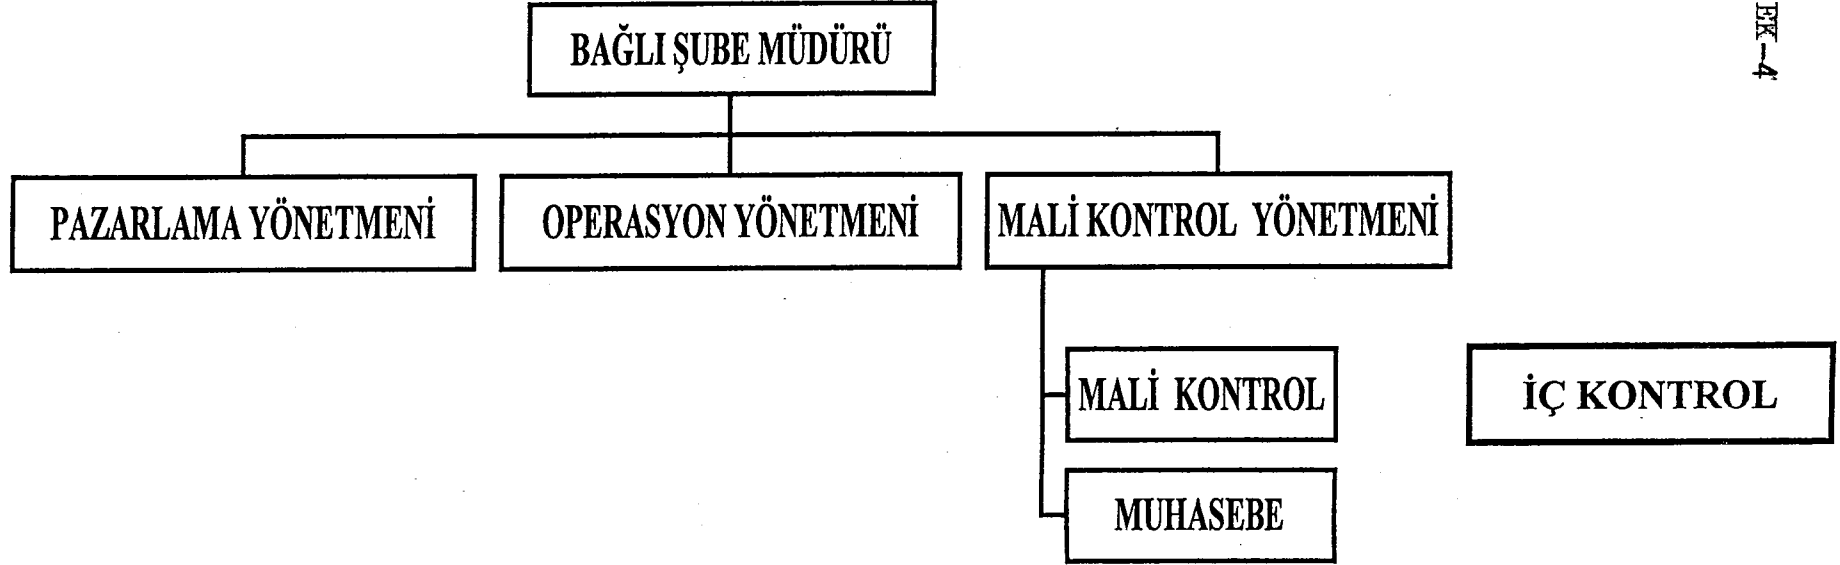 EK-4
BAĞLI ŞUBE MÜDÜRÜ
PAZARLAMA YÖNETMENİ
OPERASYON YÖNETMENİ
MALİ KONTROL YÖNETMENİ
MALİ KONTROL
İÇ KONTROL
MUHASEBE